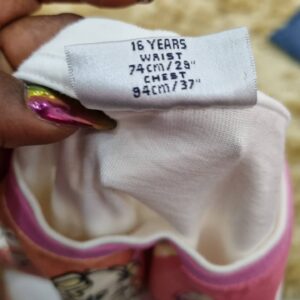 16 YEARS
WAIST
74CM/29"
CHEST
94CM/37"